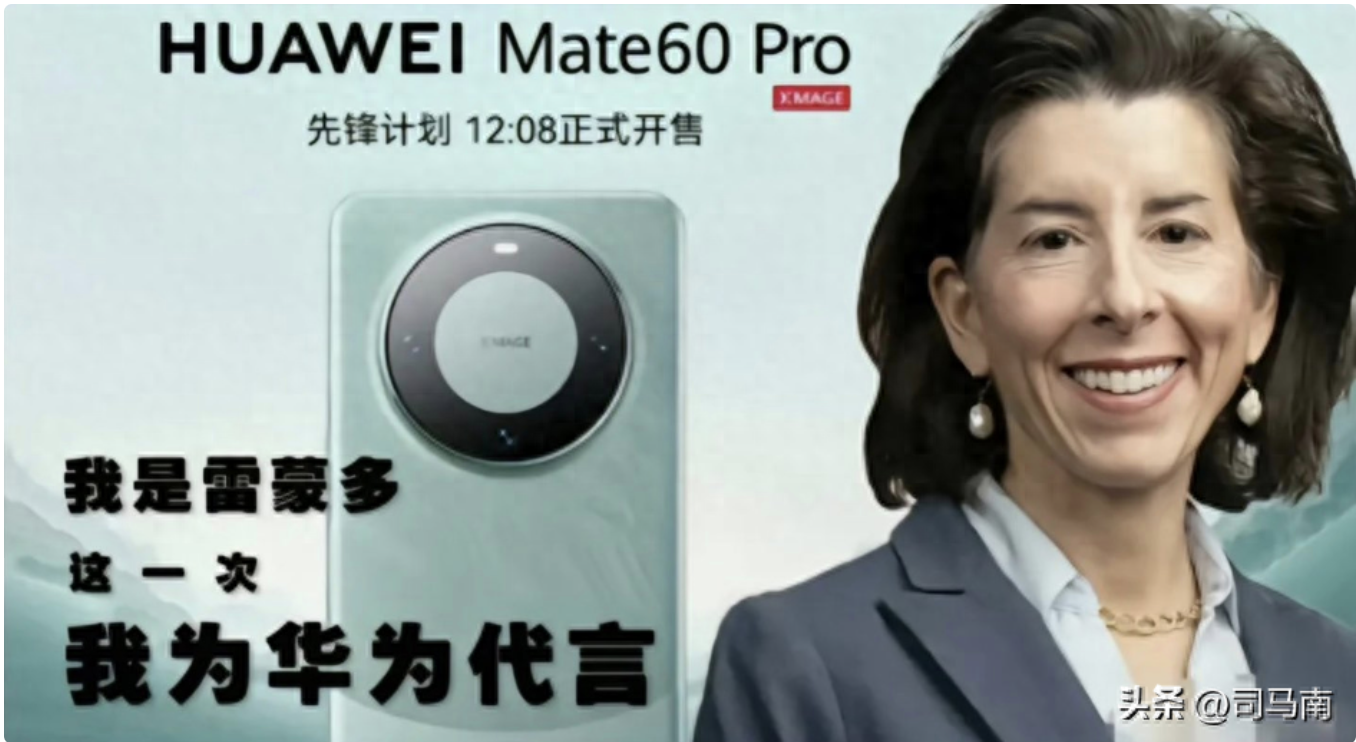 HUAWEI Mate60 Pro
XMAGE
先锋计划 12:08正式开售
XMAGE
我是雷蒙多
这一次
我为华为代言
头条 @司马南